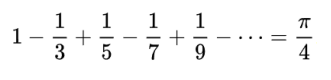 1 − 1/3 + 1/5 − 1/7 + 1/9 − ⋯ = π/4